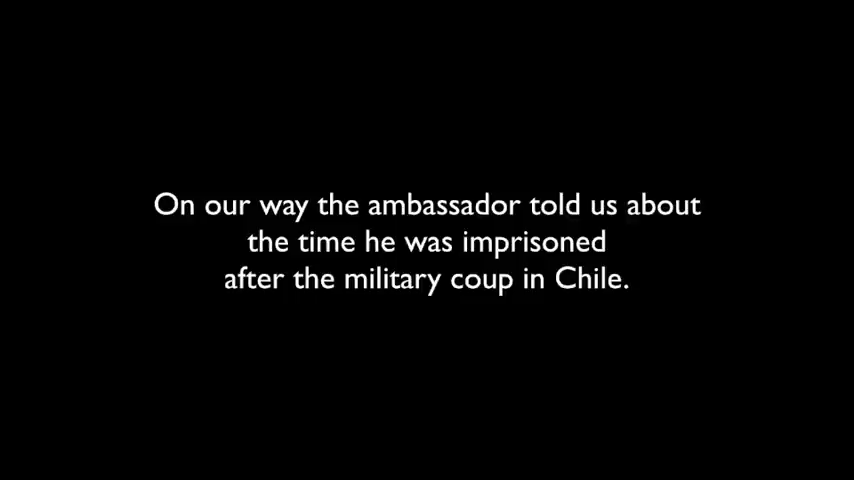 On our way the ambassador told us about
the time he was imprisoned
after the military coup in Chile.